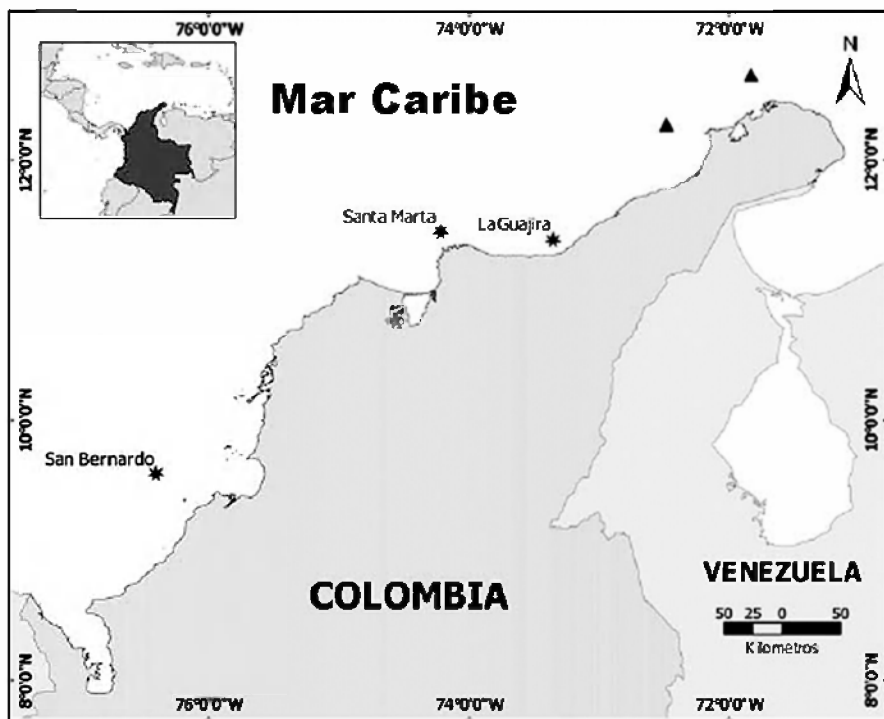 76°0'0"W 74°0'0"W 72°0'0"W
N
Mar Caribe
12°0'0"N 12°0'0"N
Santa Marta
La Guajira
10°0'0"N 10°0'0"N
San Bernardo
VENEZUELA
COLOMBIA
50 25 0 50
Kilometros
8°0'0"N 8°0'0"N
76°0'0"W 74°0'0"W 72°0'0"W